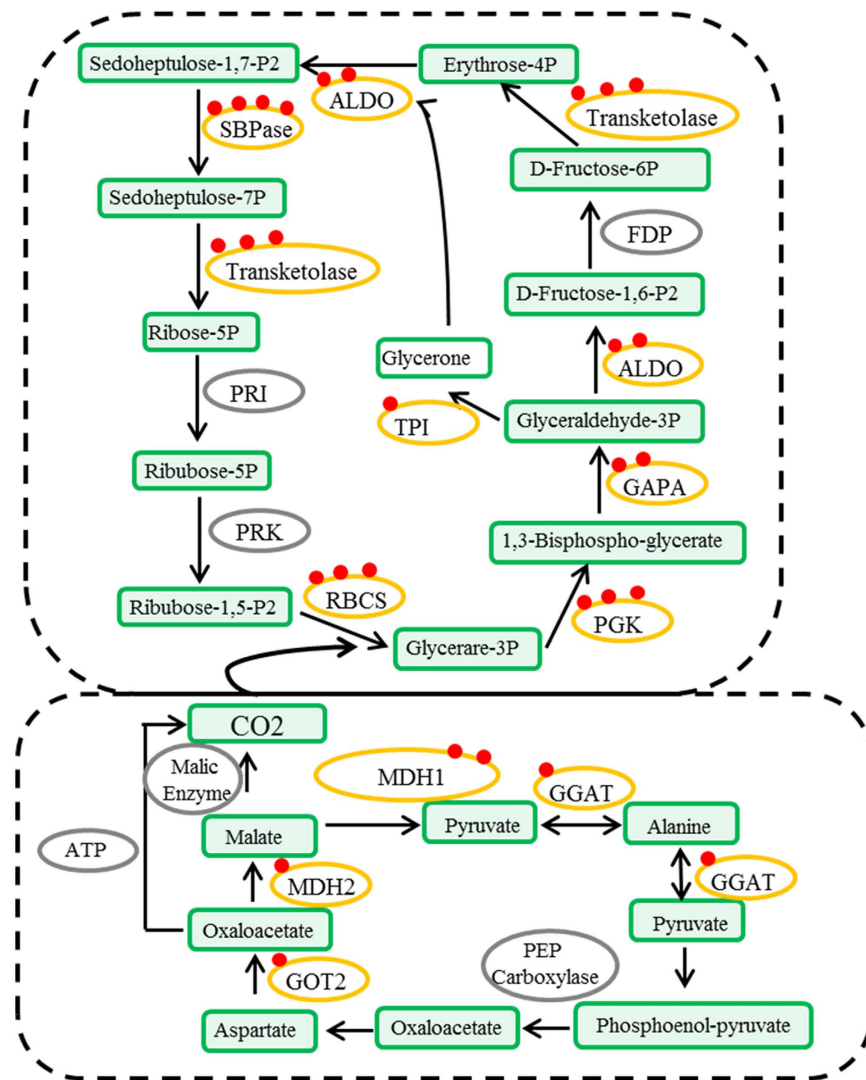 Sedoheptulose-1,7-P2
Erythrose-4P
ALDO
Transketolase
SBPase
D-Fructose-6P
Sedoheptulose-7P
FDP
Transketolase
D-Fructose-1,6-P2
Ribose-5P
Glycerone
ALDO
PRI
TPI
Glyceraldehyde-3P
Ribubose-5P
GAPA
PRK
1,3-Bisphospho-glycerate
Ribubose-1,5-P2
RBCS
PGK
Glycerare-3P
CO2
Malic
Enzyme
MDH1
GGAT
ATP
Malate
Pyruvate
Alanine
MDH2
GGAT
Oxaloacetate
Pyruvate
PEP
Carboxylase
GOT2
Aspartate
Oxaloacetate
Phosphoenol-pyruvate